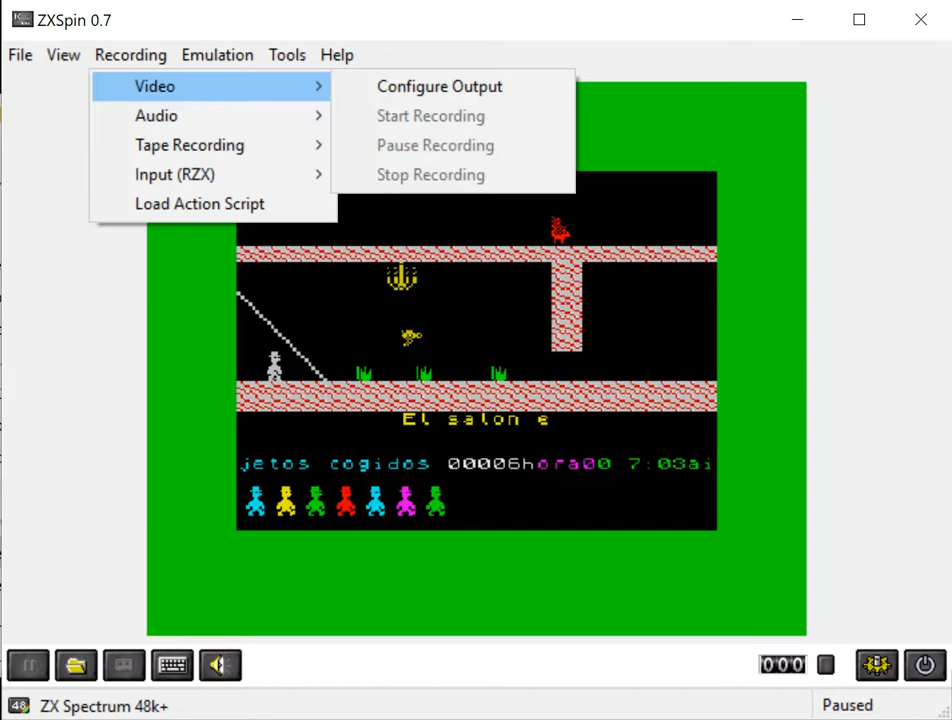 ZXSpin 0.7
File View Recording Emulation Tools Help
Video
Audio
Tape Recording
Input (RZX)
Load Action Script
Configure Output
Start Recording
Pause Recording
Stop Recording
El salon e
jetos cogidos 00006hora00 7:03ai
000
48 ZX Spectrum 48k+
Paused